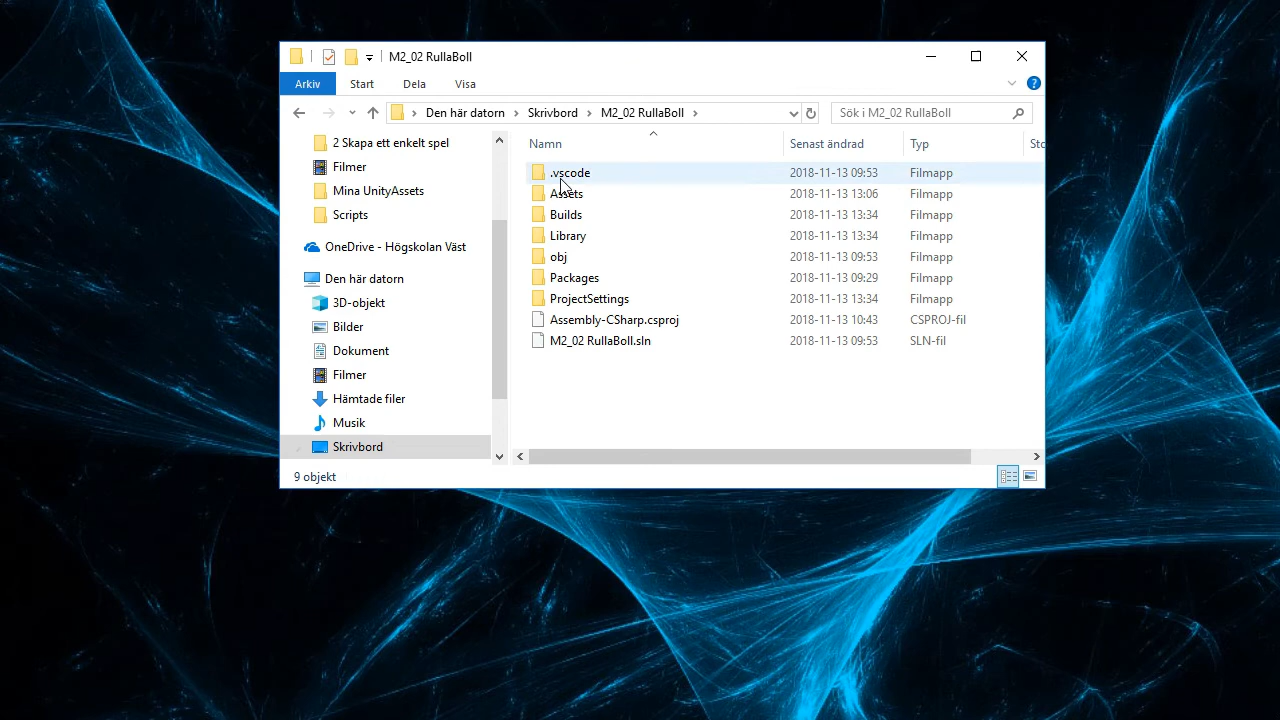 M2_02 RullaBoll
Arkiv Start Dela Visa
Den här datorn Skrivbord M2_02 RullaBoll Sök i M2_02 RullaBoll
2 Skapa ett enkelt spel
Filmer
Mina UnityAssets
Scripts
OneDrive - Högskolan Väst
Den här datorn
3D-objekt
Bilder
Dokument
Filmer
Hämtade filer
Musik
Skrivbord
Namn Senast ändrad Typ Sto
.vscode 2018-11-13 09:53 Filmapp
Assets 2018-11-13 13:06 Filmapp
Builds 2018-11-13 13:34 Filmapp
Library 2018-11-13 13:34 Filmapp
obj 2018-11-13 09:53 Filmapp
Packages 2018-11-13 09:29 Filmapp
ProjectSettings 2018-11-13 13:34 Filmapp
Assembly-CSharp.csproj 2018-11-13 10:43 CSPROJ-fil
M2_02 RullaBoll.sln 2018-11-13 09:53 SLN-fil
9 objekt